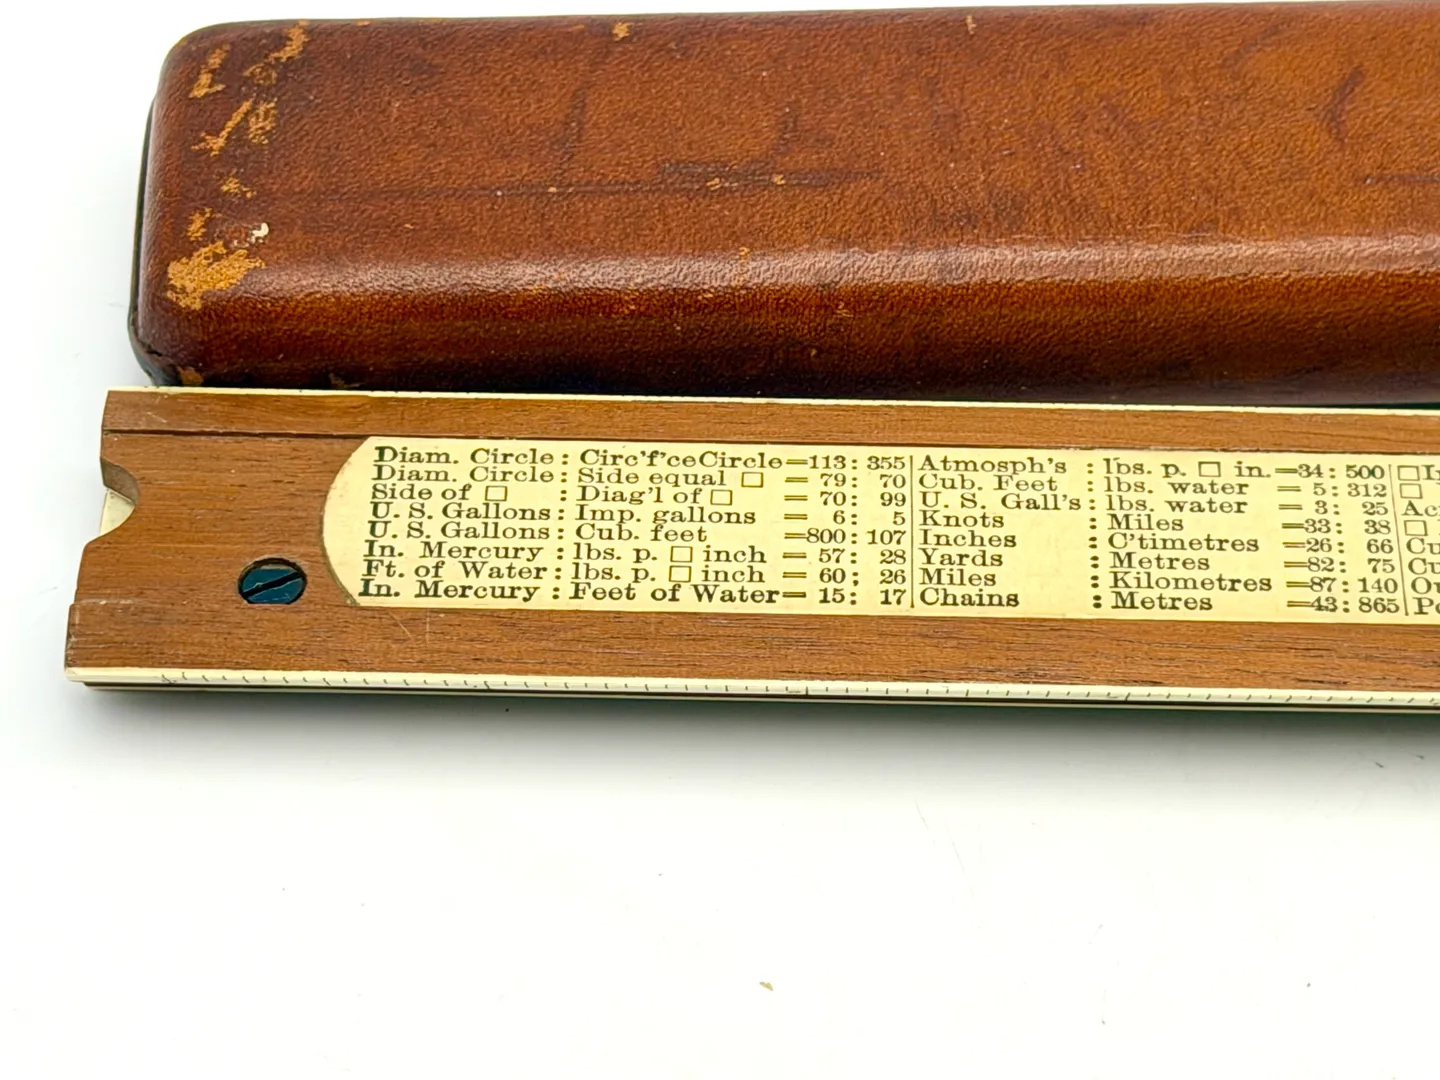 Diam. Circle : Circ'f'ce Circle = 113 : 355
Diam. Circle : Side equal □ = 79 : 70
Side of □ : Diag'l of □ = 70 : 99
U. S. Gallons : Imp. gallons = 6 : 5
U. S. Gallons : Cub. feet = 800 : 107
In. Mercury : lbs. p. □ inch = 57 : 28
Ft. of Water : lbs. p. □ inch = 60 : 26
In. Mercury : Feet of Water = 15 : 17
Atmosph's : lbs. p. □ in. = 34 : 500
Cub. Feet : lbs. water = 5 : 312
U. S. Gall's : lbs. water = 3 : 25
Knots : Miles = 33 : 38
Inches : C'timetres = 26 : 66
Yards : Metres = 82 : 75
Miles : Kilometres = 87 : 140
Chains : Metres = 43 : 865